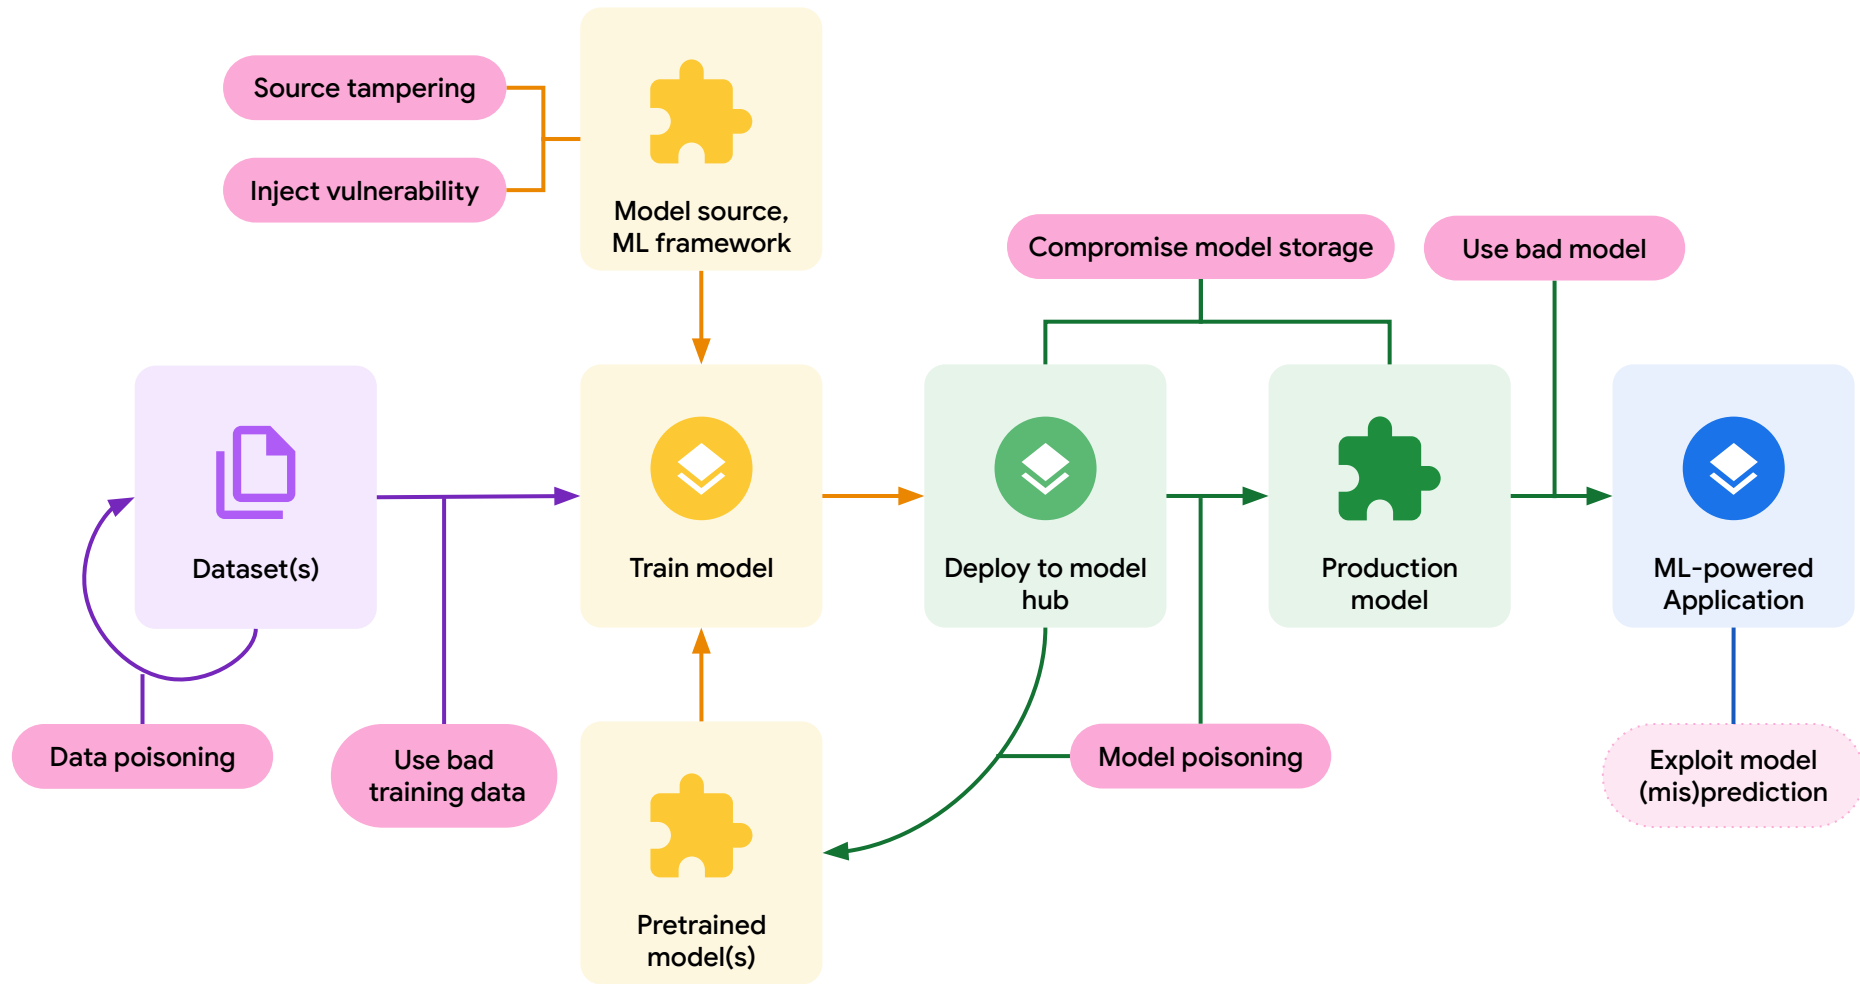 Source tampering
Inject vulnerability
Model source,
ML framework
Compromise model storage
Use bad model
Dataset(s)
Train model
Deploy to model
hub
Production
model
ML-powered
Application
Data poisoning
Use bad
training data
Model poisoning
Exploit model
(mis)prediction
Pretrained
model(s)